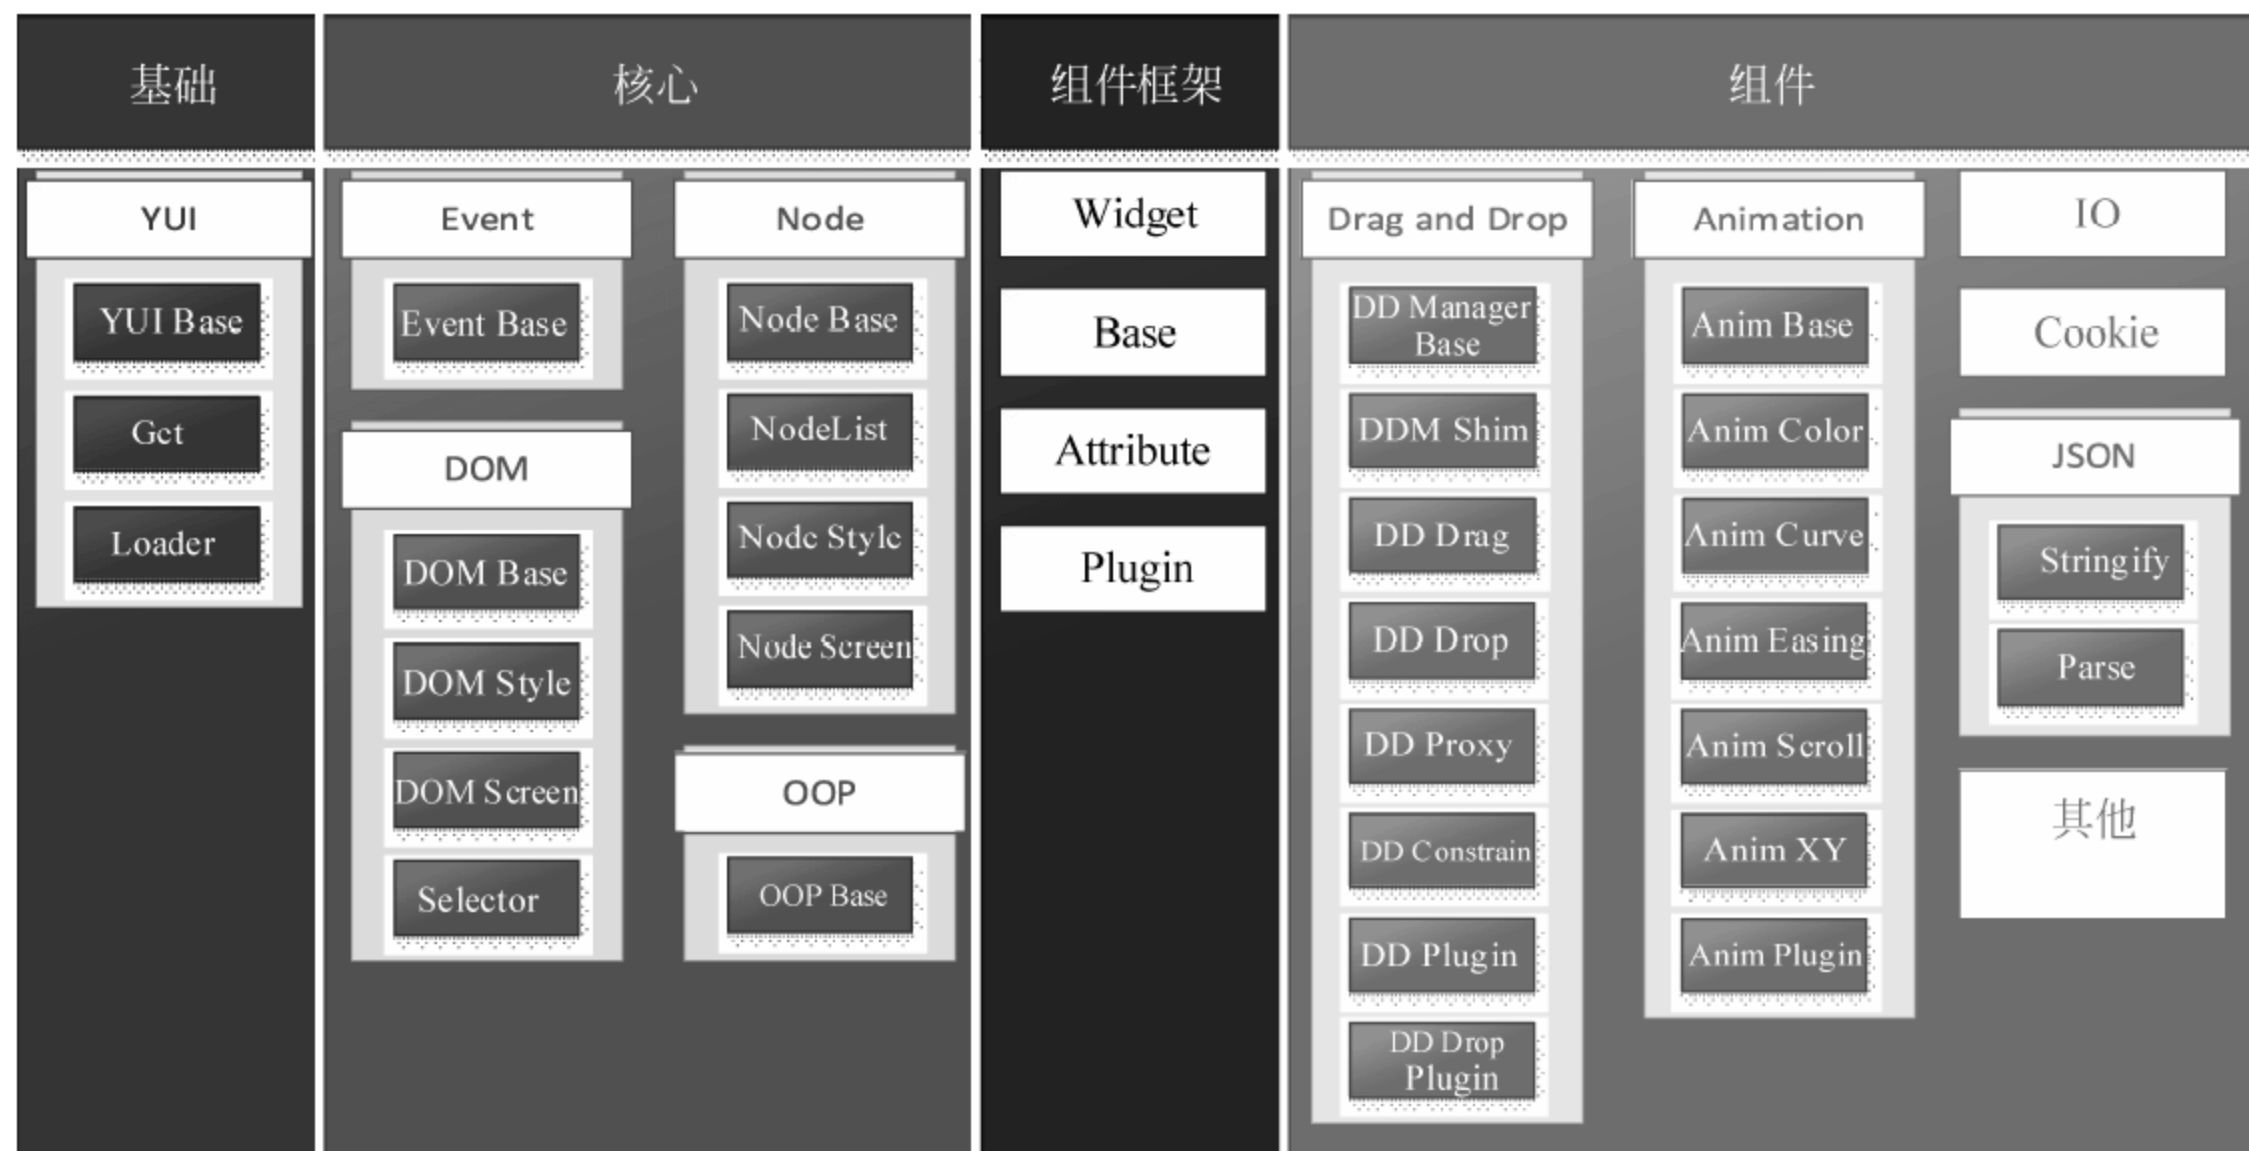 基础
核心
组件框架
组件
YUI
YUI Base
Get
Loader
Event
Event Base
DOM
DOM Base
DOM Style
DOM Screen
Selector
Node
Node Base
NodeList
Node Style
Node Screen
OOP
OOP Base
Widget
Base
Attribute
Plugin
Drag and Drop
DD Manager
Base
DDM Shim
DD Drag
DD Drop
DD Proxy
DD Constrain
DD Plugin
DD Drop
Plugin
Animation
Anim Base
Anim Color
Anim Curve
Anim Easing
Anim Scroll
Anim XY
Anim Plugin
IO
Cookie
JSON
Stringify
Parse
其他